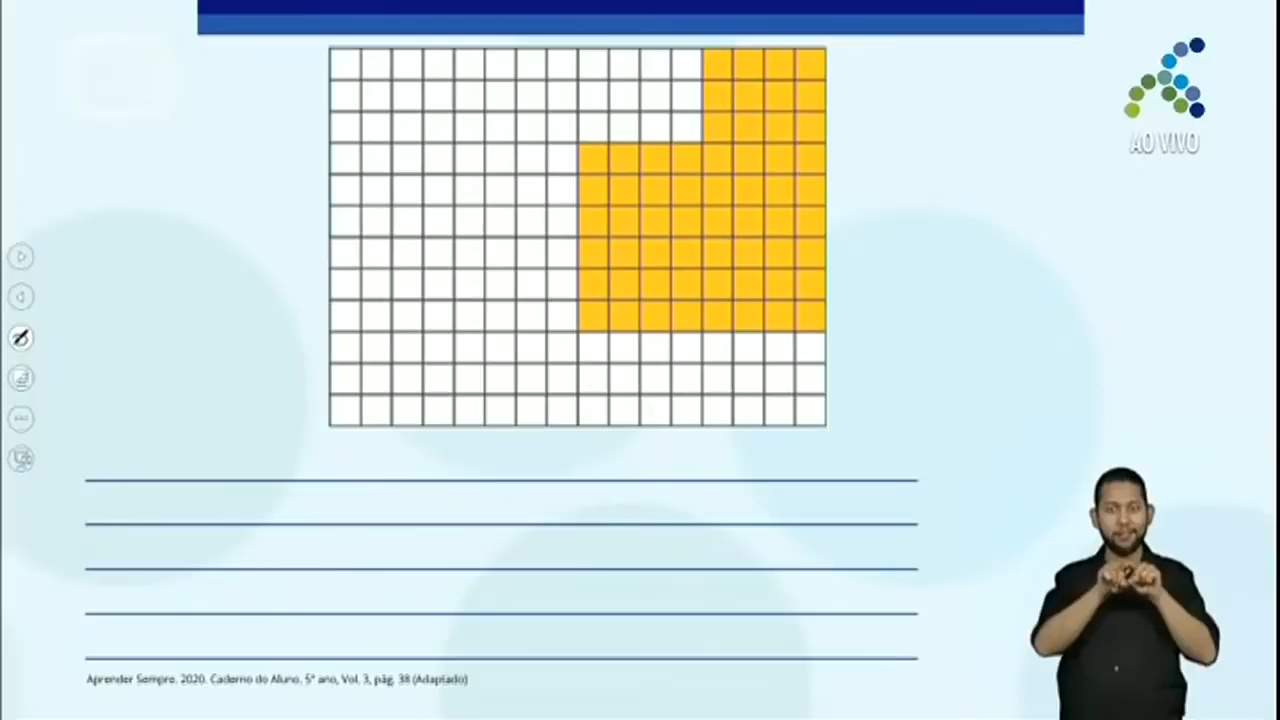 AO VIVO
Aprender Sempre. 2020. Caderno do Aluno. 5º ano, Vol. 3, pág. 38 (Adaptado)